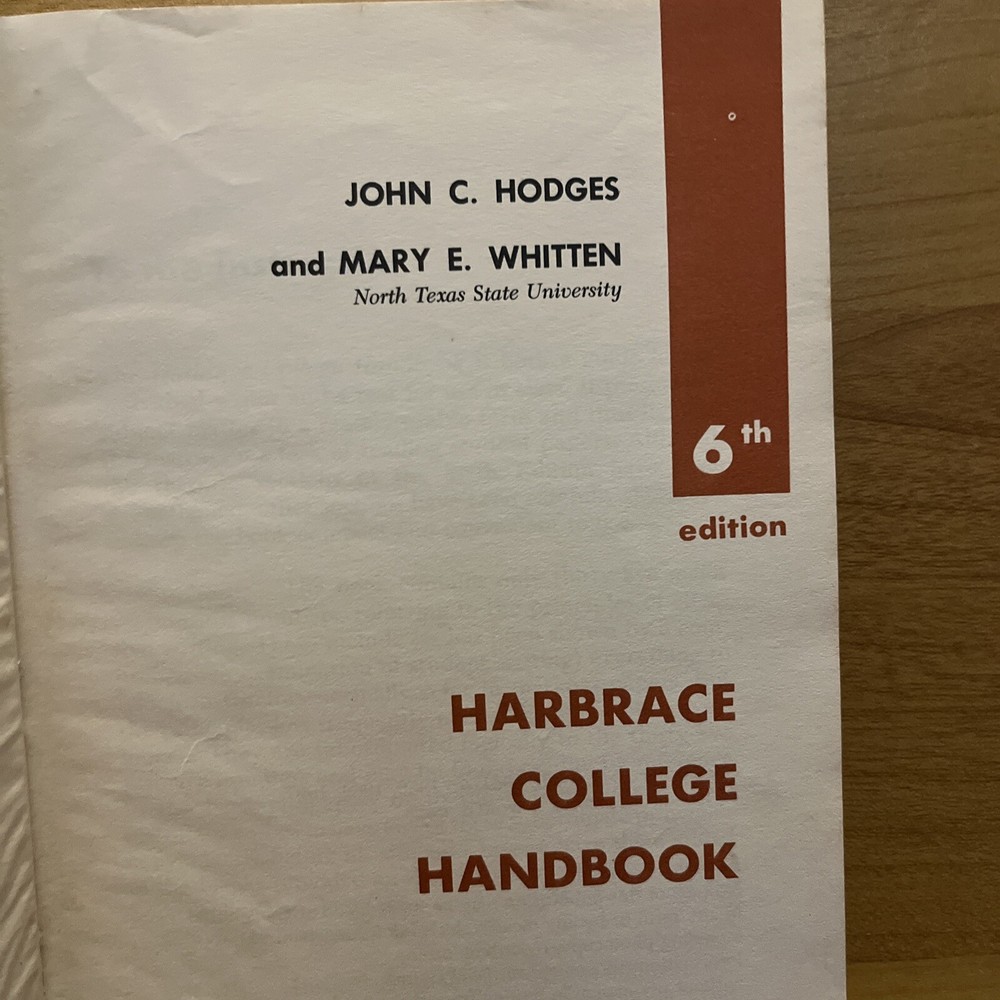 JOHN C. HODGES
and MARY E. WHITTEN
North Texas State University
6th
edition
HARBRACE
COLLEGE
HANDBOOK